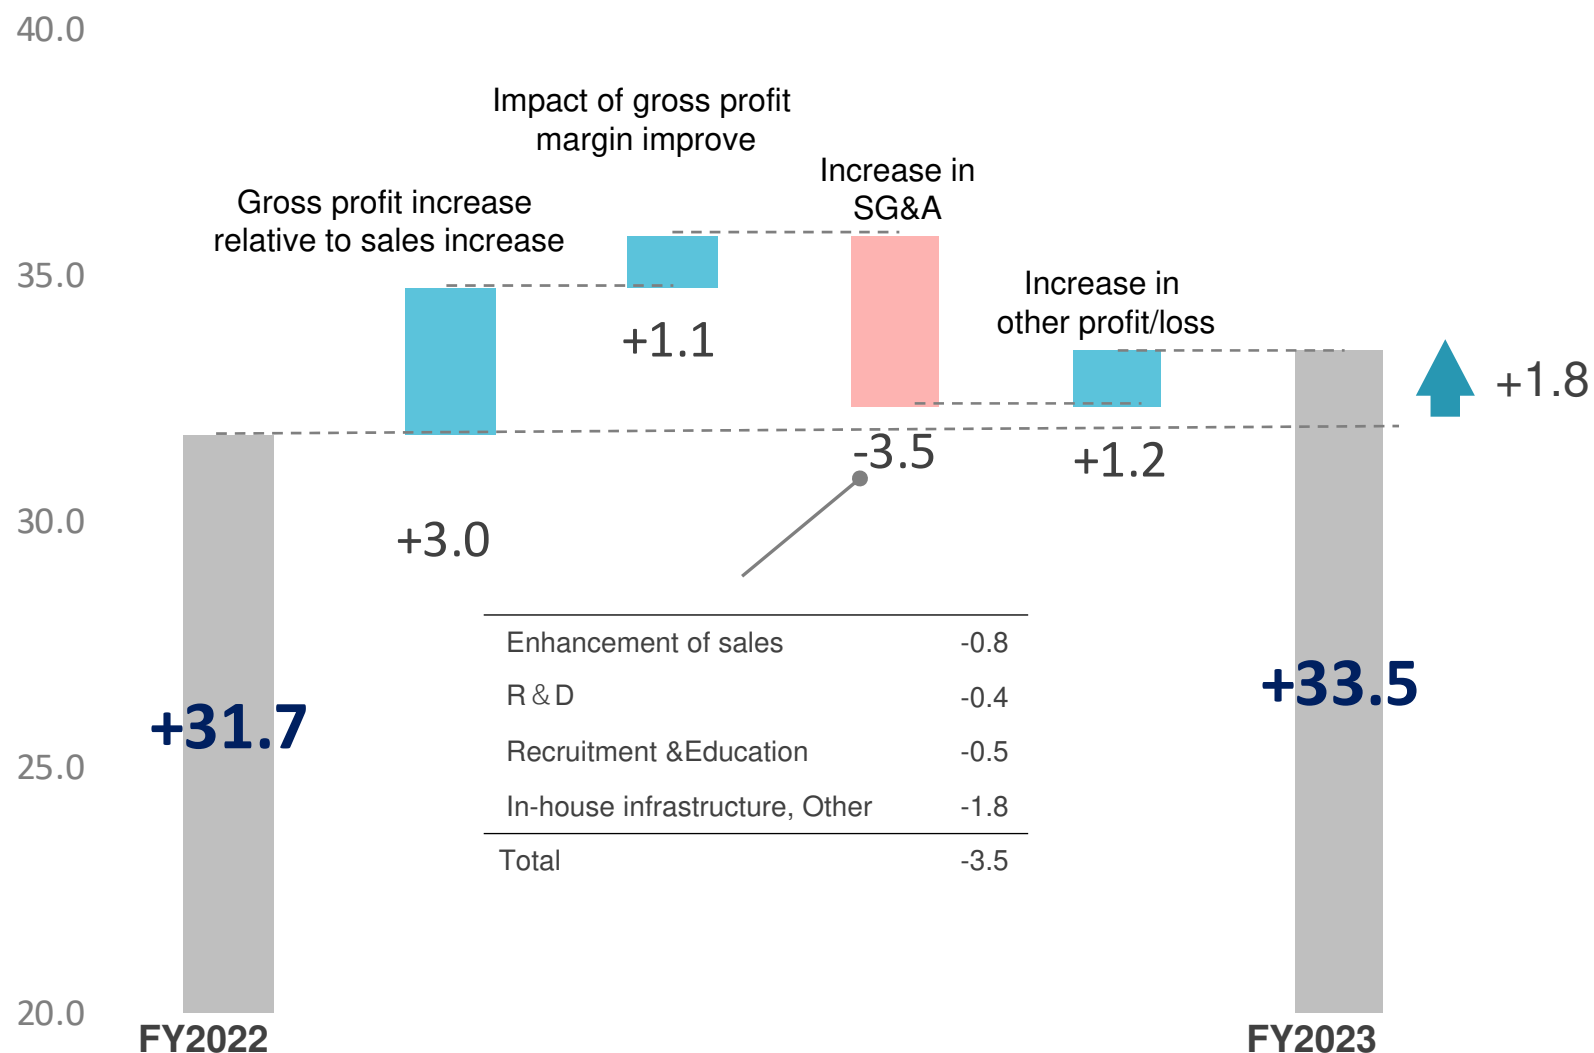 40.0
Impact of gross profit
margin improve
Increase in
SG&A
Gross profit increase
relative to sales increase
35.0
Increase in
other profit/loss
+1.1
+1.8
-3.5
+1.2
30.0
+3.0
Enhancement of sales -0.8
R＆D -0.4
+33.5
+31.7
Recruitment &Education -0.5
25.0
In-house infrastructure, Other -1.8
Total -3.5
20.0
FY2022
FY2023